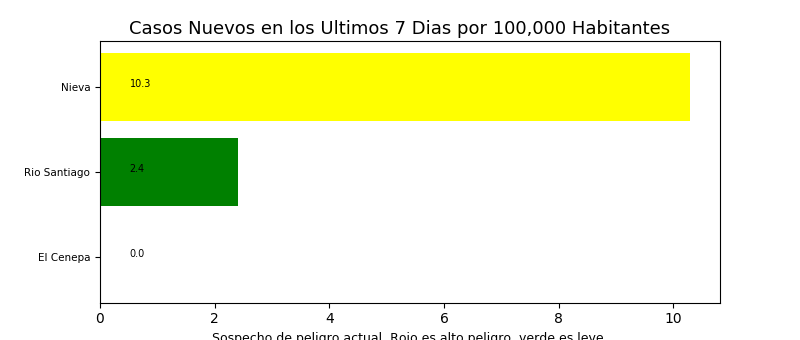 Casos Nuevos en los Ultimos 7 Dias por 100,000 Habitantes
Nieva
10.3
Rio Santiago
2.4
El Cenepa
0.0
0 2 4 6 8 10
Sospecho de peligro actual. Rojo es alto peligro, verde es leve